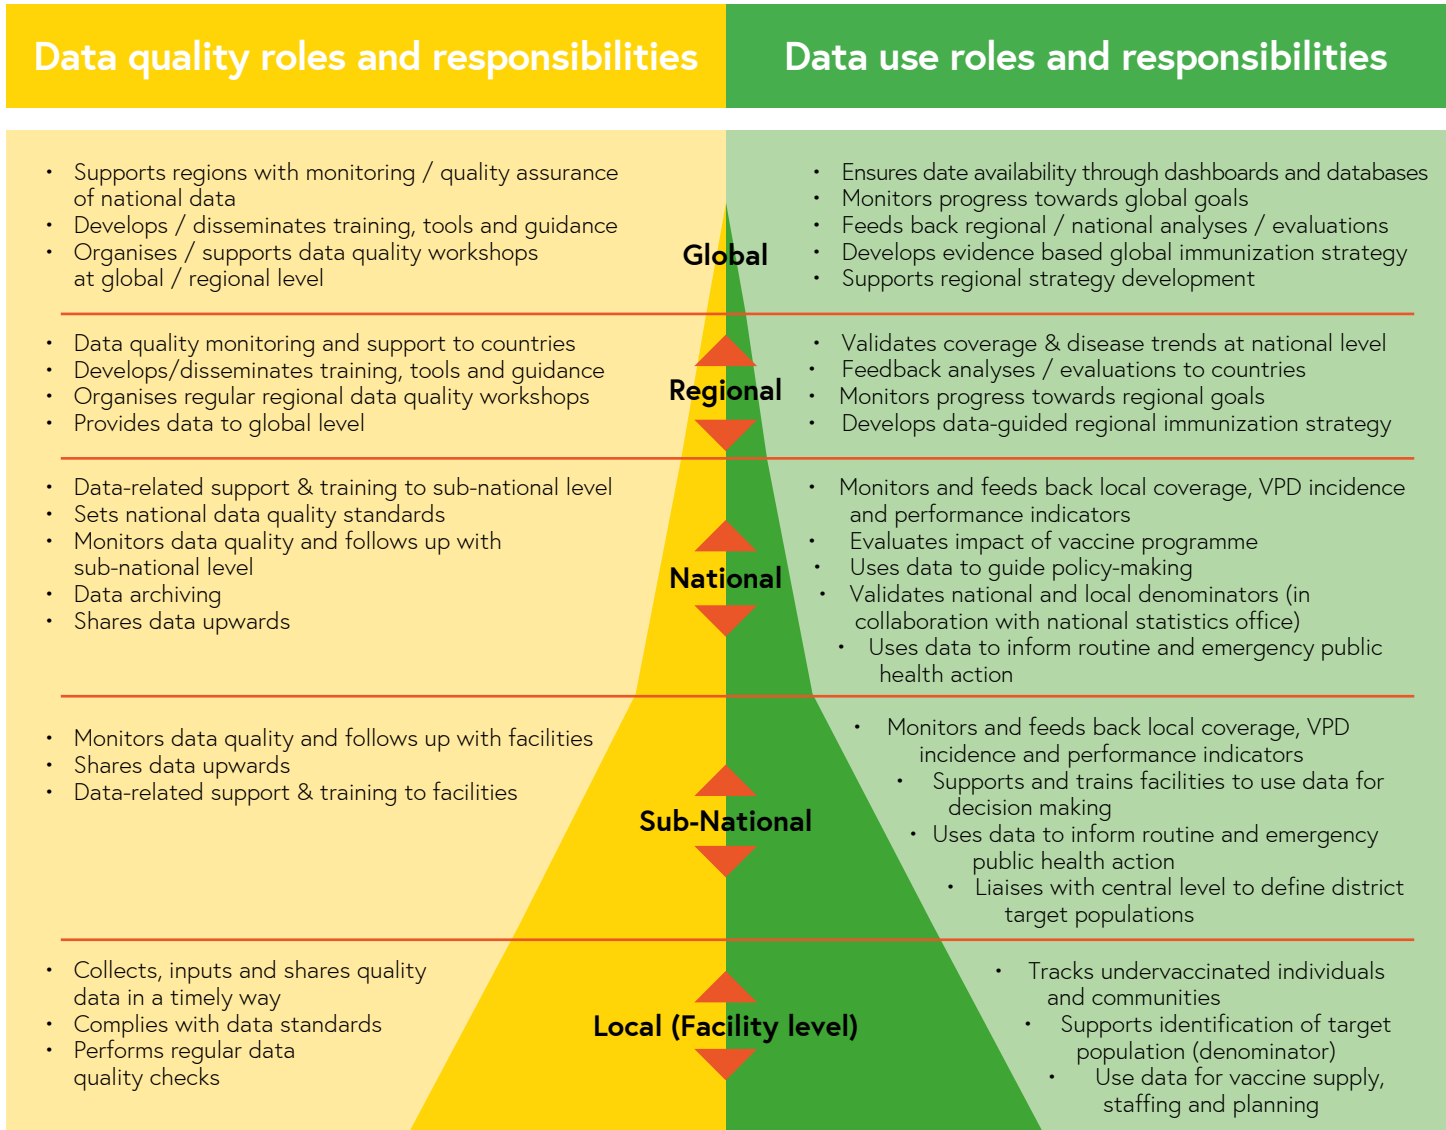 Data quality roles and responsibilities
Data use roles and responsibilities
• Supports regions with monitoring / quality assurance
of national data
• Develops / disseminates training, tools and guidance
• Organises / supports data quality workshops
at global / regional level
Global
• Ensures date availability through dashboards and databases
• Monitors progress towards global goals
• Feeds back regional / national analyses / evaluations
• Develops evidence based global immunization strategy
• Supports regional strategy development
• Data quality monitoring and support to countries
• Develops/disseminates training, tools and guidance
• Organises regular regional data quality workshops
• Provides data to global level
Regional
• Validates coverage & disease trends at national level
• Feedback analyses / evaluations to countries
• Monitors progress towards regional goals
• Develops data-guided regional immunization strategy
• Data-related support & training to sub-national level
• Sets national data quality standards
• Monitors data quality and follows up with
sub-national level
• Data archiving
• Shares data upwards
National
• Monitors and feeds back local coverage, VPD incidence
and performance indicators
• Evaluates impact of vaccine programme
• Uses data to guide policy-making
• Validates national and local denominators (in
collaboration with national statistics office)
• Uses data to inform routine and emergency public
health action
• Monitors data quality and follows up with facilities
• Shares data upwards
• Data-related support & training to facilities
Sub-National
• Monitors and feeds back local coverage, VPD
incidence and performance indicators
• Supports and trains facilities to use data for
decision making
• Uses data to inform routine and emergency
public health action
• Liaises with central level to define district
target populations
• Collects, inputs and shares quality
data in a timely way
• Complies with data standards
• Performs regular data
quality checks
Local (Facility level)
• Tracks undervaccinated individuals
and communities
• Supports identification of target
population (denominator)
• Use data for vaccine supply,
staffing and planning